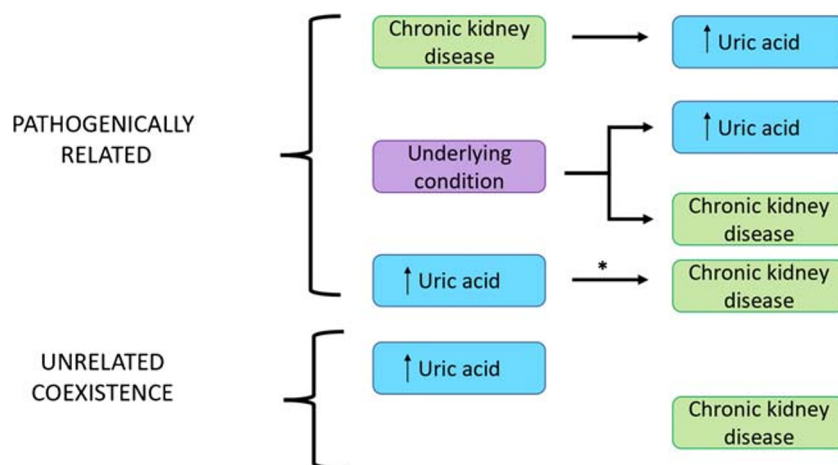 Chronic kidney
disease
↑ Uric acid
PATHOGENICALLY
RELATED
Underlying
condition
↑ Uric acid
Chronic kidney
disease
↑ Uric acid
*
Chronic kidney
disease
UNRELATED
COEXISTENCE
↑ Uric acid
Chronic kidney
disease